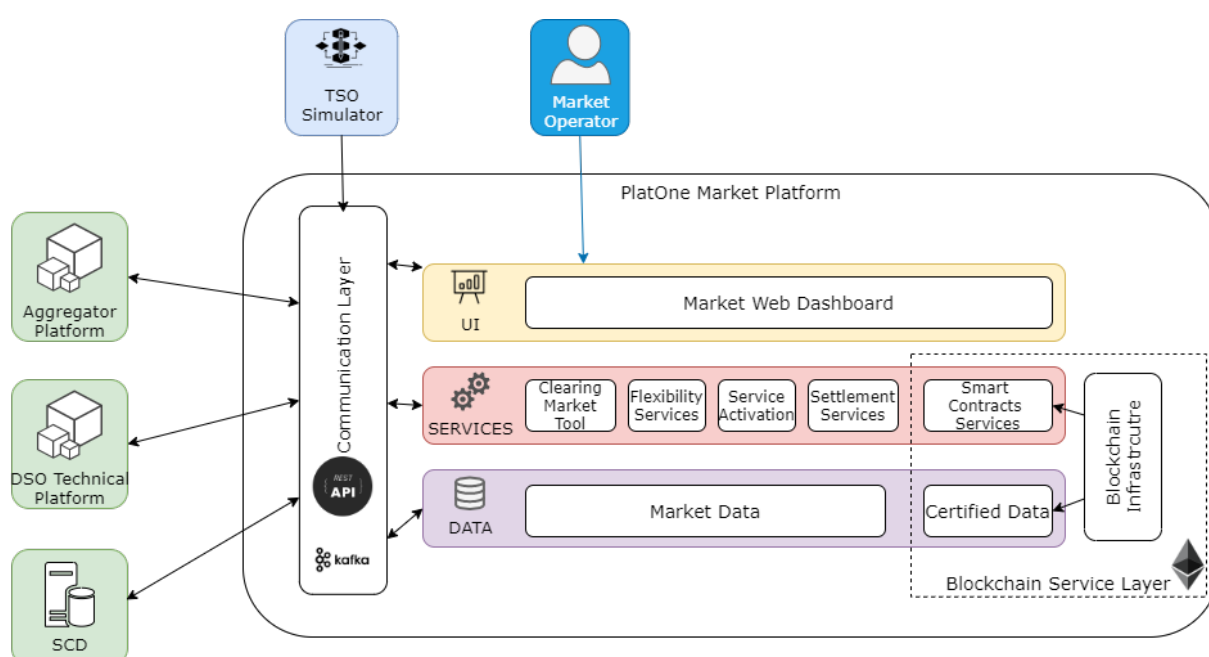 TSO
Simulator
Market
Operator
PlatOne Market Platform
Aggregator
Platform
DSO Technical
Platform
SCD
Communication Layer
REST
API
kafka
UI
Market Web Dashboard
SERVICES
Clearing
Market
Tool
Flexibility
Services
Service
Activation
Settlement
Services
Smart
Contracts
Services
DATA
Market Data
Certified Data
Blockchain
Infrastrcutre
Blockchain Service Layer